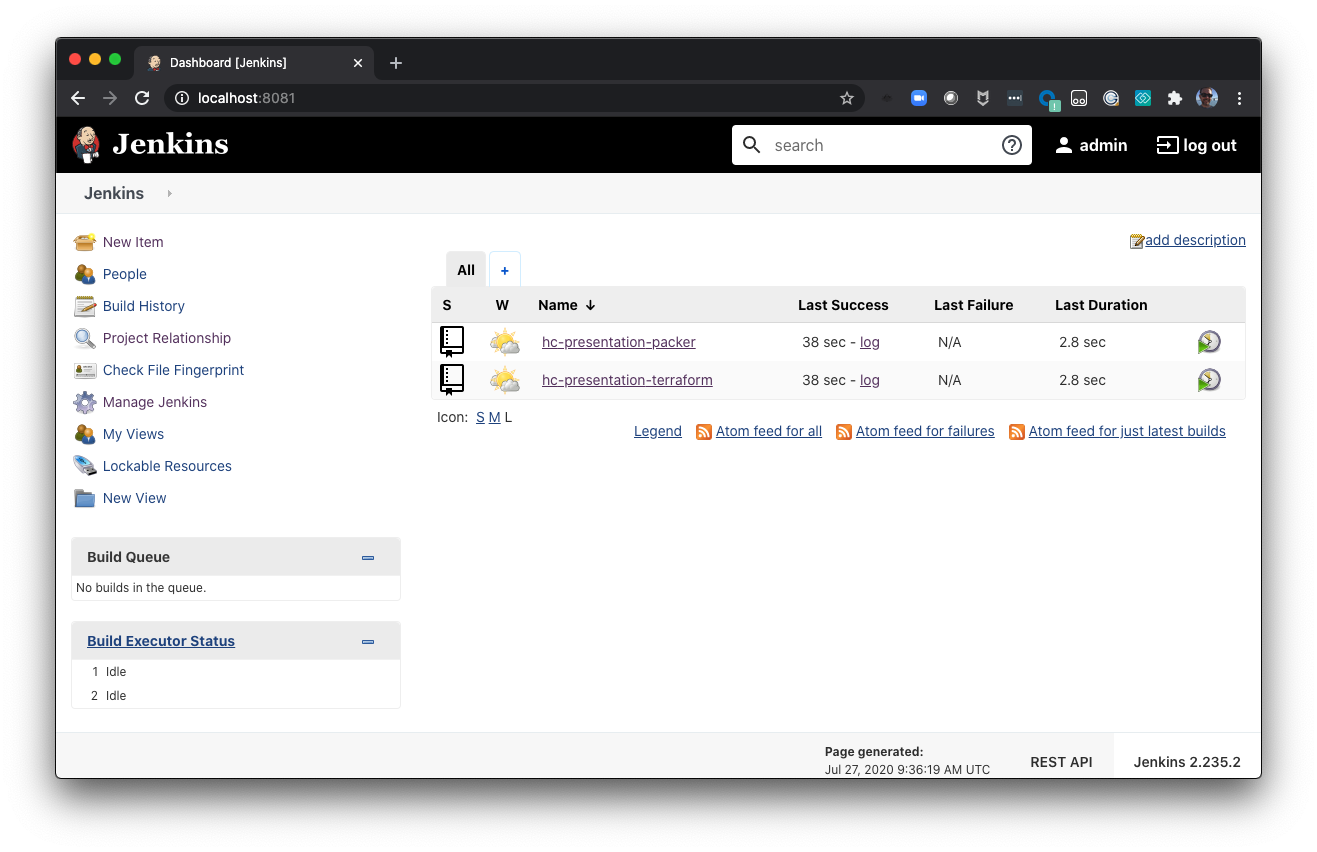 Dashboard [Jenkins]
localhost:8081
Jenkins
search
admin
log out
Jenkins
New Item
People
Build History
Project Relationship
Check File Fingerprint
Manage Jenkins
My Views
Lockable Resources
New View
Build Queue
No builds in the queue.
Build Executor Status
1 Idle
2 Idle
add description
All +
S W Name ↓ Last Success Last Failure Last Duration
hc-presentation-packer 38 sec - log N/A 2.8 sec
hc-presentation-terraform 38 sec - log N/A 2.8 sec
Icon: S M L
Legend Atom feed for all Atom feed for failures Atom feed for just latest builds
Page generated:
Jul 27, 2020 9:36:19 AM UTC
REST API
Jenkins 2.235.2